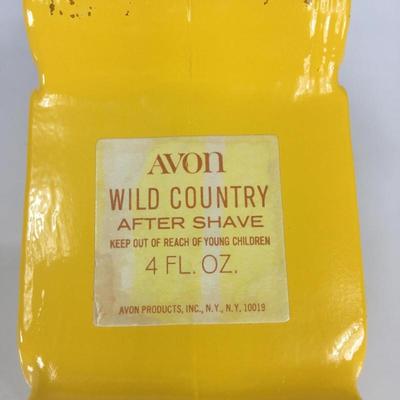 AVON
WILD COUNTRY
AFTER SHAVE
KEEP OUT OF REACH OF YOUNG CHILDREN
4 FL. OZ.
AVON PRODUCTS, INC., N.Y., N.Y. 10019